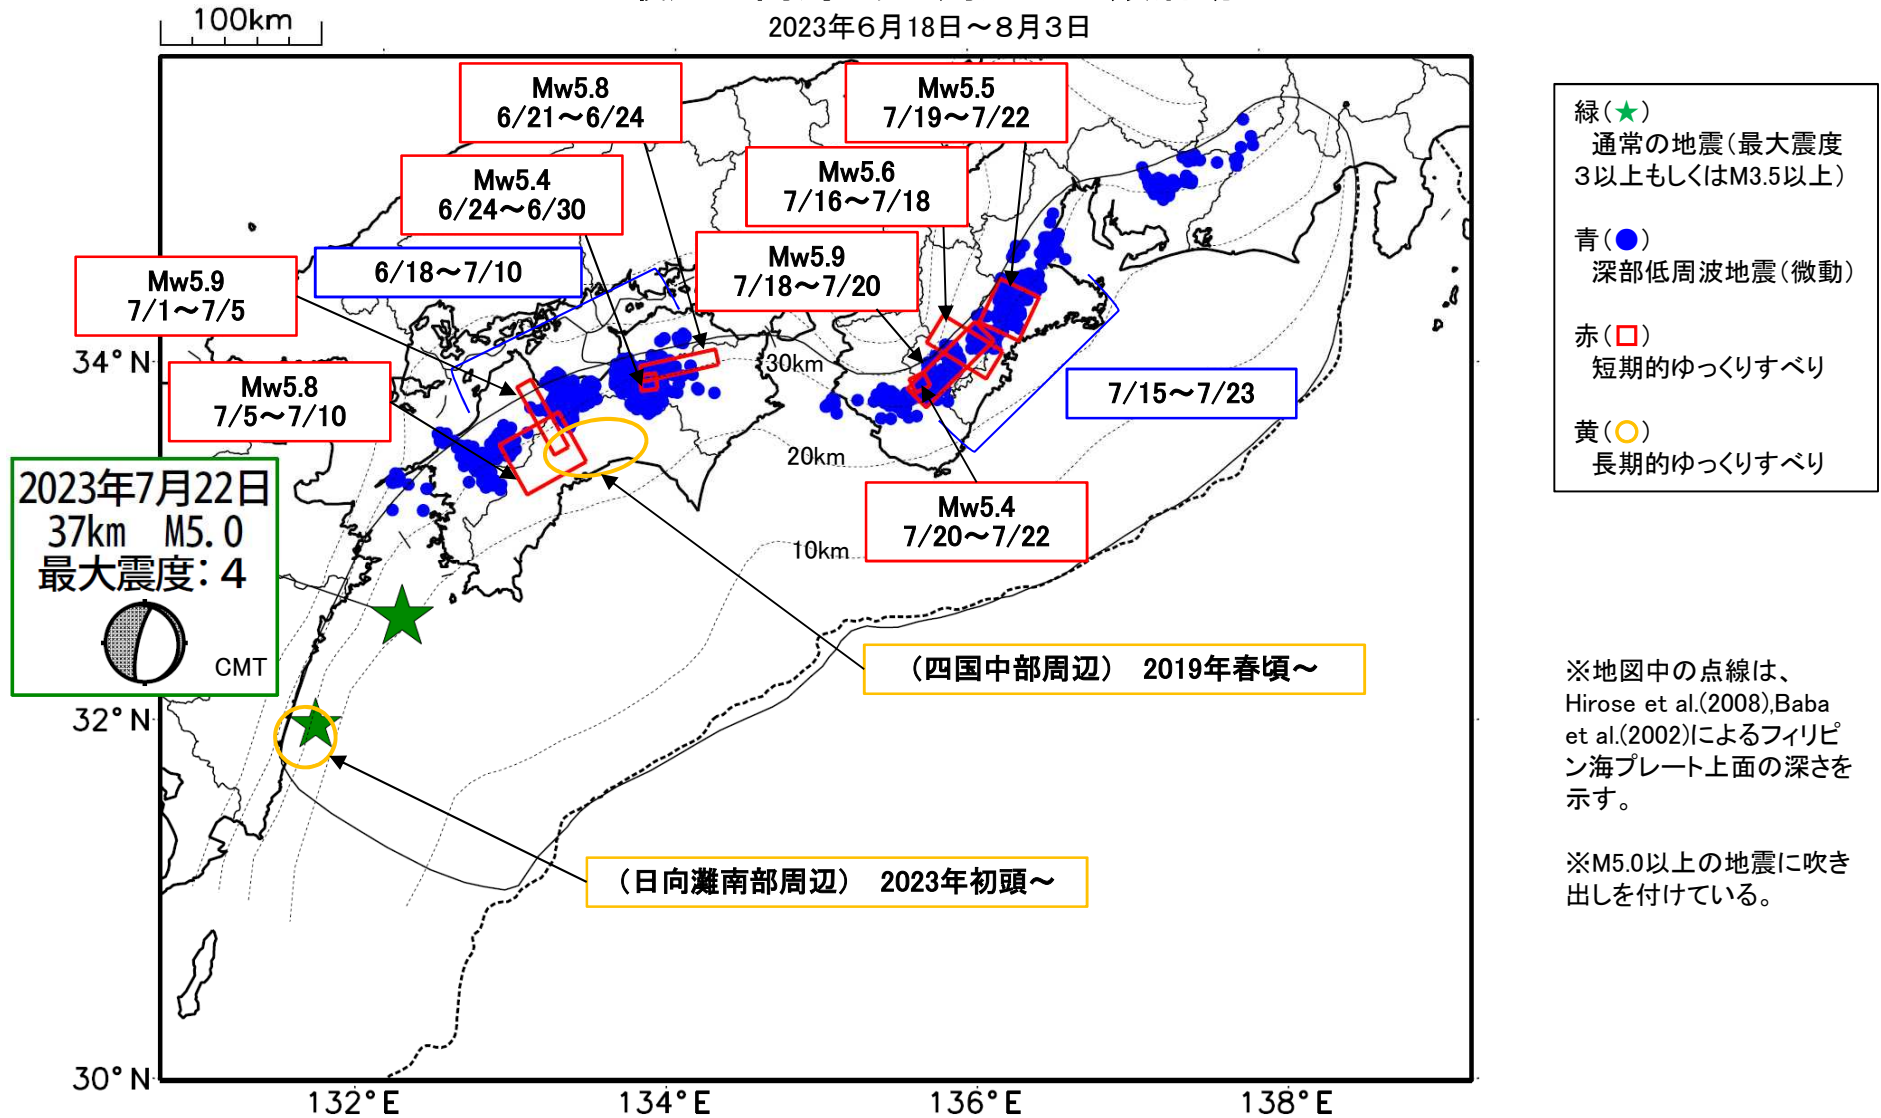 2023年6月18日～8月3日
100km
Mw5.8
6/21～6/24
Mw5.5
7/19～7/22
Mw5.4
6/24～6/30
Mw5.6
7/16～7/18
6/18～7/10
Mw5.9
7/18～7/20
Mw5.9
7/1～7/5
Mw5.8
7/5～7/10
7/15～7/23
Mw5.4
7/20～7/22
30km
20km
10km
2023年7月22日
37km M5.0
最大震度：4
CMT
（四国中部周辺） 2019年春頃～
（日向灘南部周辺） 2023年初頭～
34°N
32°N
30°N
132°E
134°E
136°E
138°E
緑（★）
通常の地震（最大震度
３以上もしくはM3.5以上）
青（●）
深部低周波地震（微動）
赤（□）
短期的ゆっくりすべり
黄（○）
長期的ゆっくりすべり
※地図中の点線は、
Hirose et al.(2008),Baba
et al.(2002)によるフィリピ
ン海プレート上面の深さを
示す。
※M5.0以上の地震に吹き
出しを付けている。